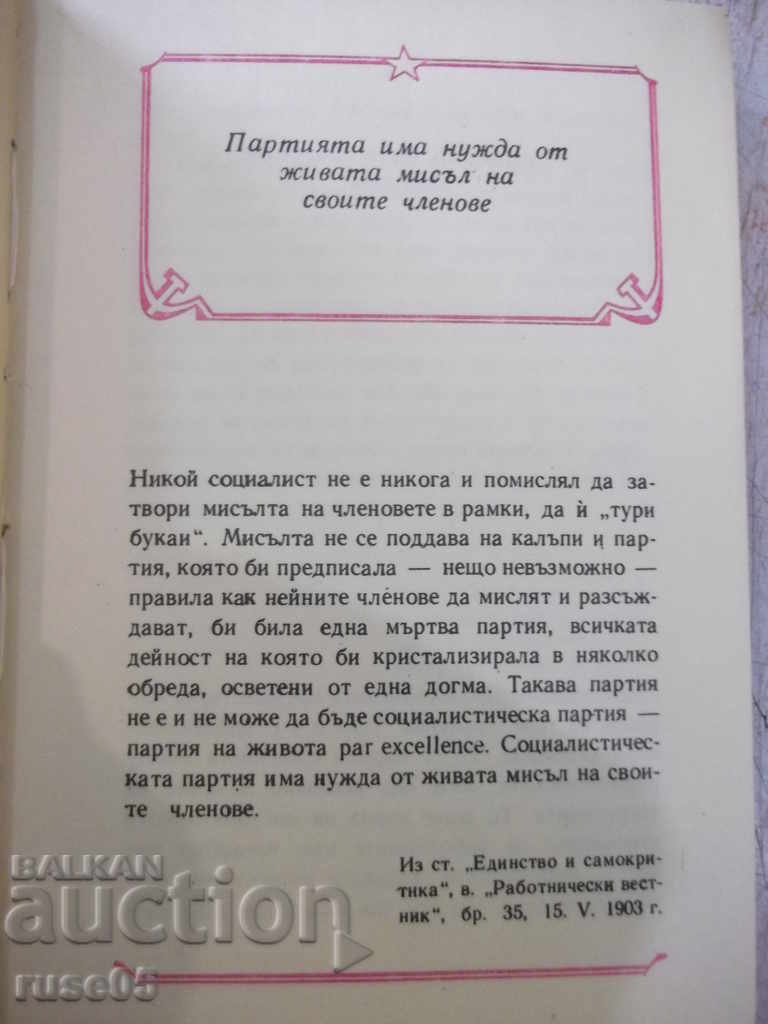 Партията има нужда от
живата мисъл на
своите членове
Никой социалист не е никога и помислял да за-
твори мисълта на членовете в рамки, да ѝ „тури
букаи“. Мисълта не се поддава на калъпи и пар-
тия, която би предписала — нещо невъзможно —
правила как нейните членове да мислят и разсъж-
дават, би била една мъртва партия, всичката
дейност на която би кристализирала в няколко
обреда, осветени от една догма. Такава партия
не е и не може да бъде социалистическа партия —
партия на живота par excellence. Социалистичес-
ката партия има нужда от живата мисъл на свои-
те членове.
Из ст. „Единство и самокри-
тика“, в. „Работнически вест-
ник“, бр. 35, 15. V. 1903 г.
BALKAN
auction
ruse05